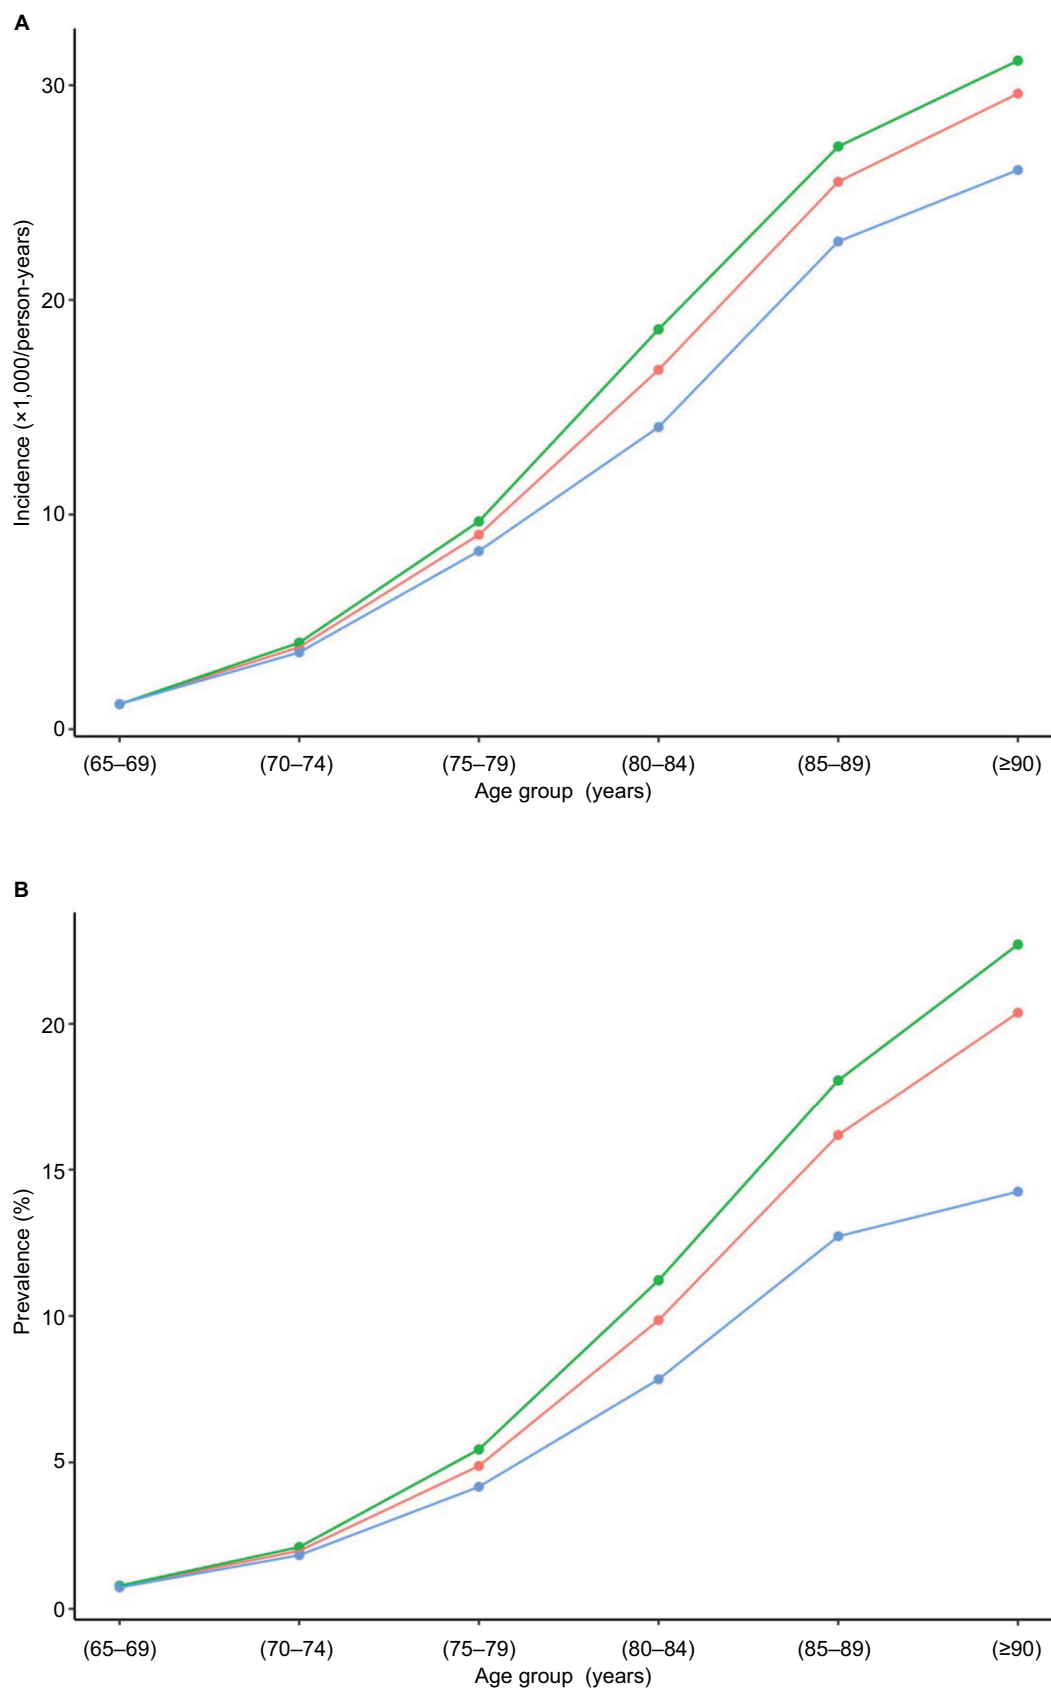 A
30
20
10
0
Incidence (×1,000/person-years)
(65–69) (70–74) (75–79) (80–84) (85–89) (≥90)
Age group (years)
B
20
15
10
5
0
Prevalence (%)
(65–69) (70–74) (75–79) (80–84) (85–89) (≥90)
Age group (years)